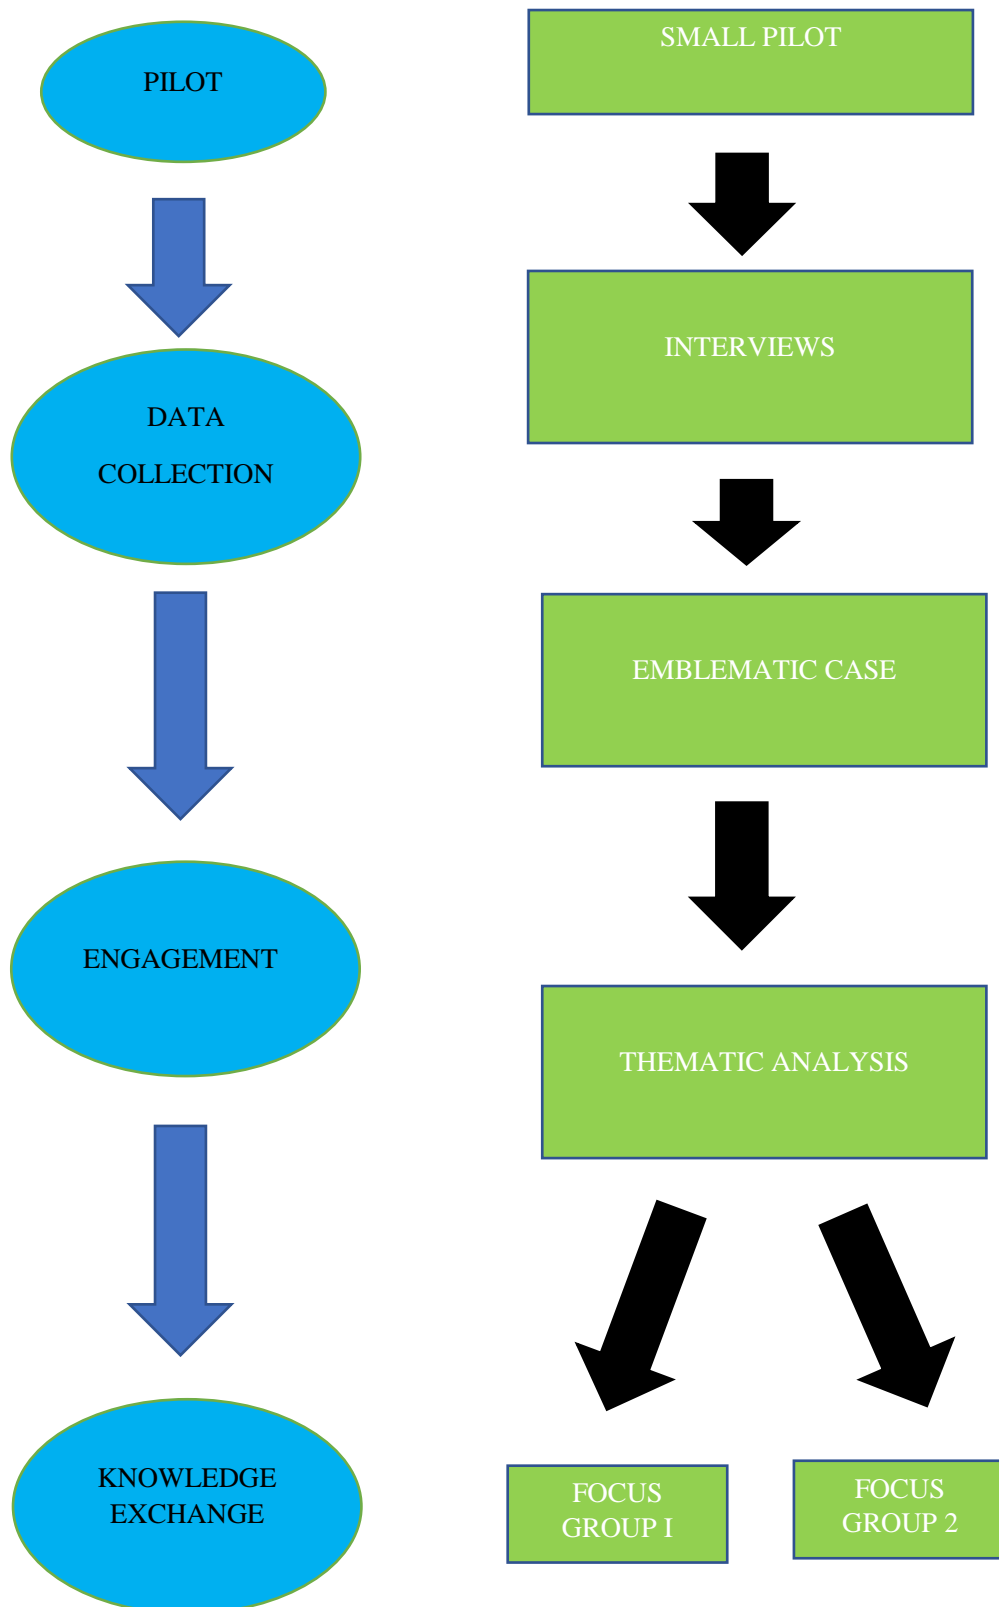 PILOT
SMALL PILOT
DATA
COLLECTION
INTERVIEWS
EMBLEMATIC CASE
ENGAGEMENT
THEMATIC ANALYSIS
KNOWLEDGE
EXCHANGE
FOCUS
GROUP I
FOCUS
GROUP 2